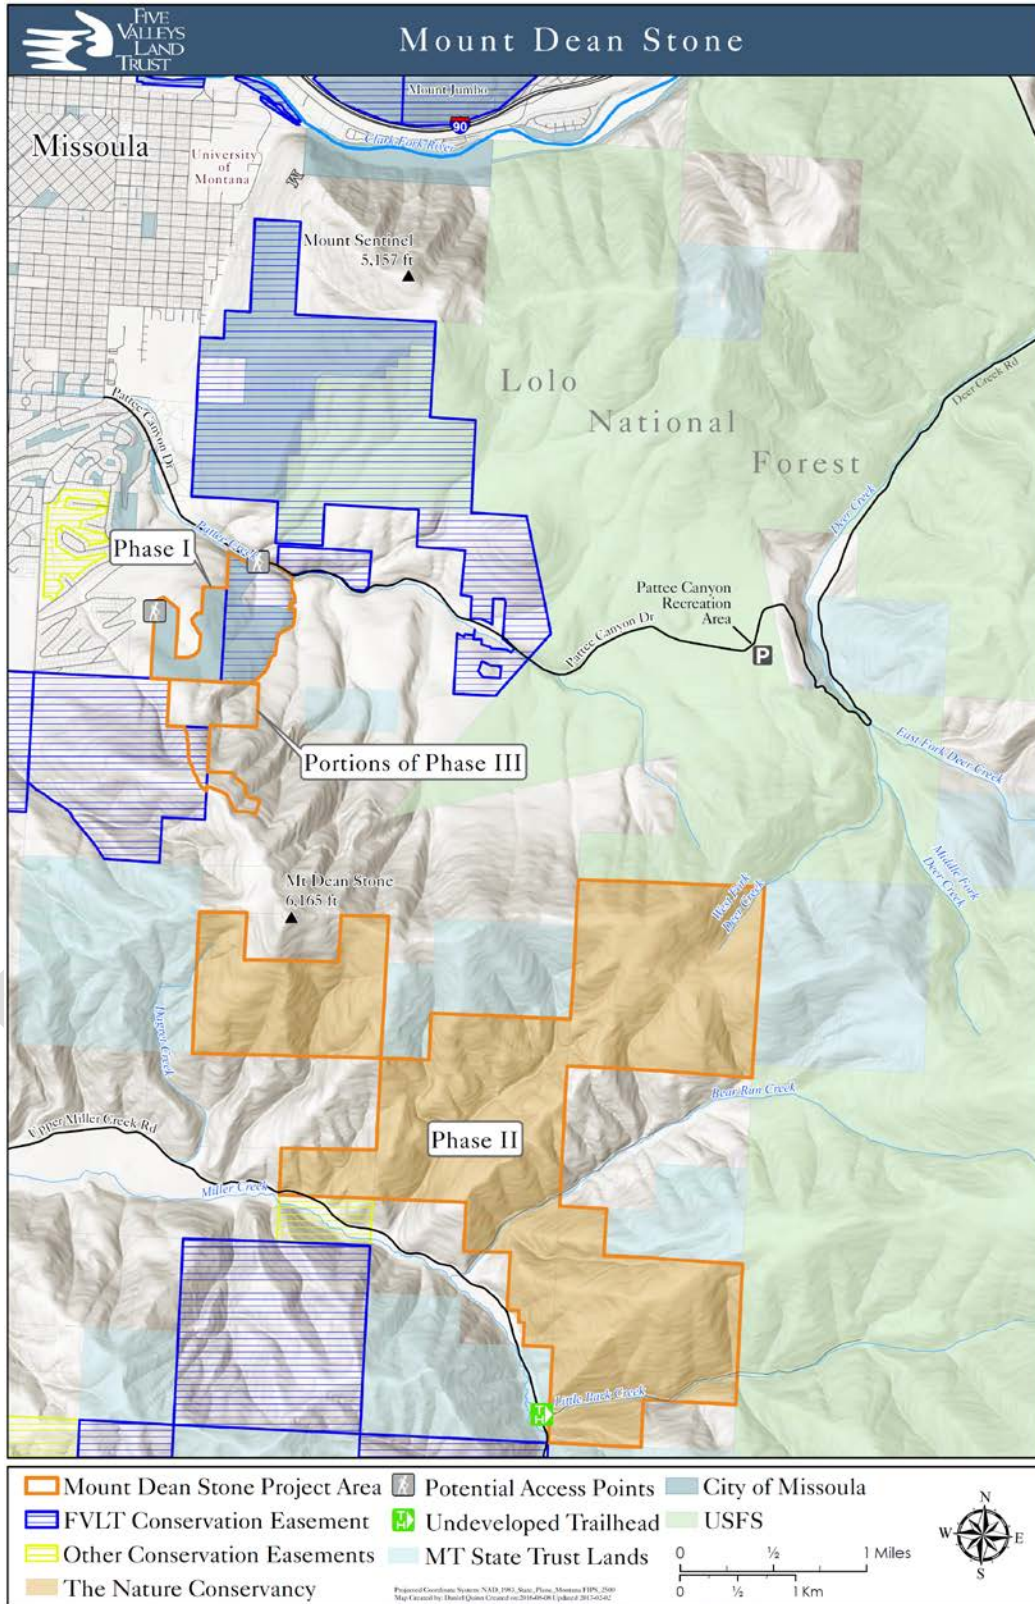 FIVE
VALLEYS
LAND
TRUST
Mount Dean Stone
Mount Jumbo
90
Clark Fork River
Missoula
University
of
Montana
M
Mount Sentinel
5,157 ft
Lolo
National
Forest
Deer Creek Rd
Pattee Canyon Dr
Deer Creek
Pattee Creek
Phase I
Pattee Canyon
Recreation
Area
Pattee Canyon Dr
P
East Fork Deer Creek
Portions of Phase III
Middle Fork
Deer Creek
Mt Dean Stone
6,165 ft
West Fork
Deer Creek
Bear Run Creek
Upper Miller Creek Rd
Phase II
Miller Creek
Little Park Creek
TH
Mount Dean Stone Project Area
Potential Access Points
City of Missoula
FVLT Conservation Easement
TH
Undeveloped Trailhead
USFS
Other Conservation Easements
MT State Trust Lands
The Nature Conservancy
0 ½ 1 Miles
0 ½ 1 Km
N
W E
S
Projected Coordinate System: NAD_1983_State_Plane_Montana_FIPS_2500